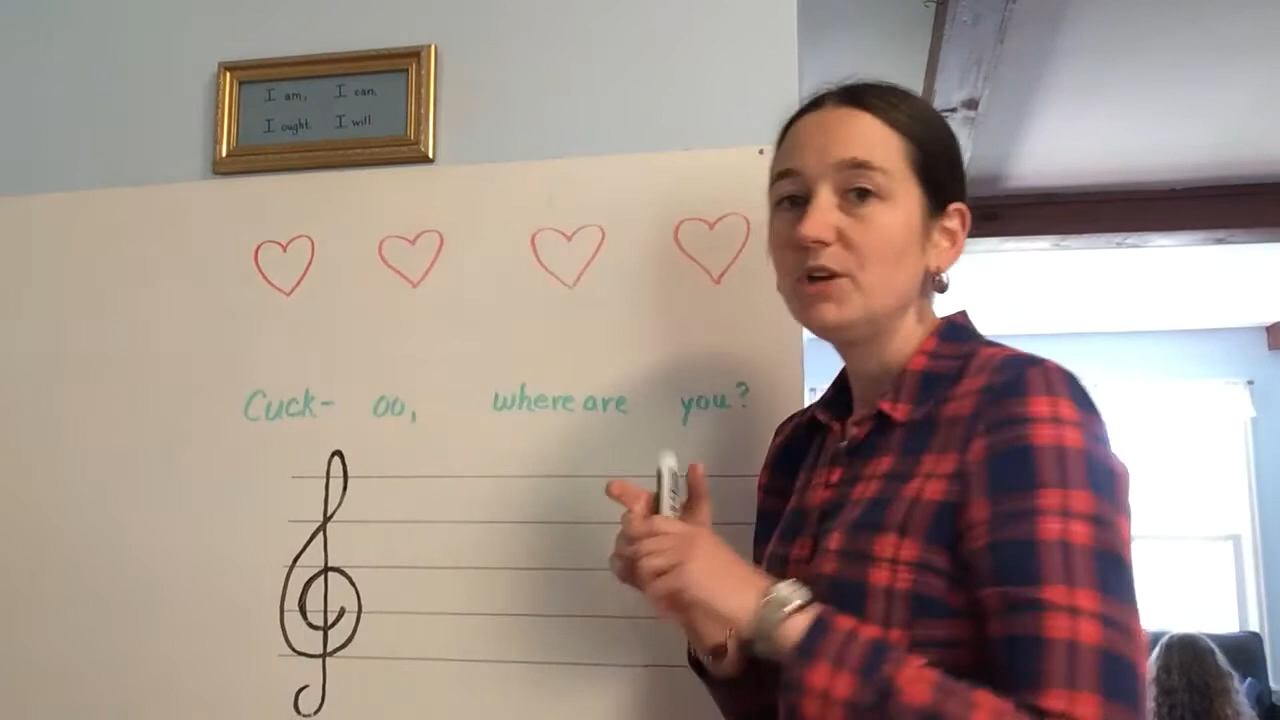 I am, I can,
I ought, I will.
Cuck- oo, where are you?